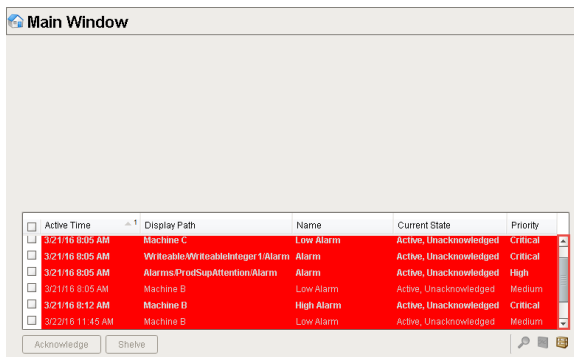 Main Window
Active Time 1 Display Path Name Current State Priority
3/21/16 8:05 AM Machine C Low Alarm Active, Unacknowledged Critical
3/21/16 8:05 AM Writeable/WriteableInteger1/Alarm Alarm Active, Unacknowledged Critical
3/21/16 8:05 AM Alarms/ProdSupAttention/Alarm Alarm Active, Unacknowledged High
3/21/16 8:05 AM Machine B Low Alarm Active, Unacknowledged Medium
3/21/16 8:12 AM Machine B High Alarm Active, Unacknowledged Critical
3/22/16 11:45 AM Machine B Low Alarm Active, Unacknowledged Medium
Acknowledge Shelve